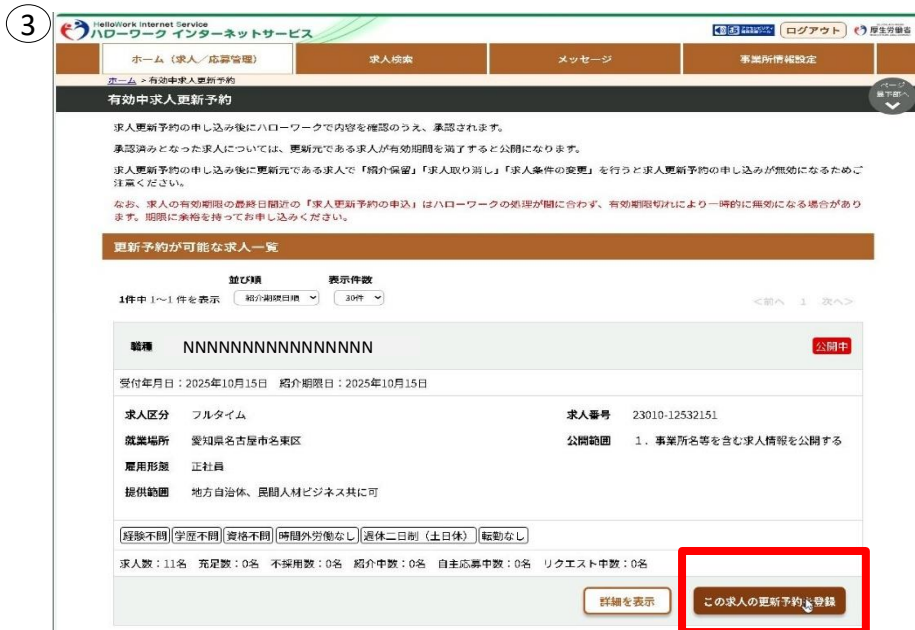 ③
HelloWork Internet Service
ハローワーク インターネットサービス
ログアウト
厚生労働省
ホーム（求人／応募管理） 求人検索 メッセージ 事業所情報設定
ホーム > 有効中求人更新予約
有効中求人更新予約
ページ
最下部へ
求人更新予約の申し込み後にハローワークで内容を確認のうえ、承認されます。
承認済みとなった求人については、更新元である求人が有効期間を満了すると公開になります。
求人更新予約の申し込み後に更新元である求人で「紹介保留」「求人取り消し」「求人条件の変更」を行うと求人更新予約の申し込みが無効になるためご
注意ください。
なお、求人の有効期限の最終日間近の「求人更新予約の申込」はハローワークの処理が間に合わず、有効期限切れにより一時的に無効になる場合があり
ます。期限に余裕を持ってお申し込みください。
更新予約が可能な求人一覧
並び順 表示件数
1件中 1～1 件を表示 紹介期限日順 30件
<前へ 1 次へ>
職種 NNNNNNNNNNNNNNNN 公開中
受付年月日：2025年10月15日 紹介期限日：2025年10月15日
求人区分 フルタイム 求人番号 23010-12532151
就業場所 愛知県名古屋市名東区 公開範囲 1．事業所名等を含む求人情報を公開する
雇用形態 正社員
提供範囲 地方自治体、民間人材ビジネス共に可
経験不問 学歴不問 資格不問 時間外労働なし 週休二日制（土日休） 転勤なし
求人数：11名 充足数：0名 不採用数：0名 紹介中数：0名 自主応募中数：0名 リクエスト中数：0名
詳細を表示 この求人の更新予約を登録